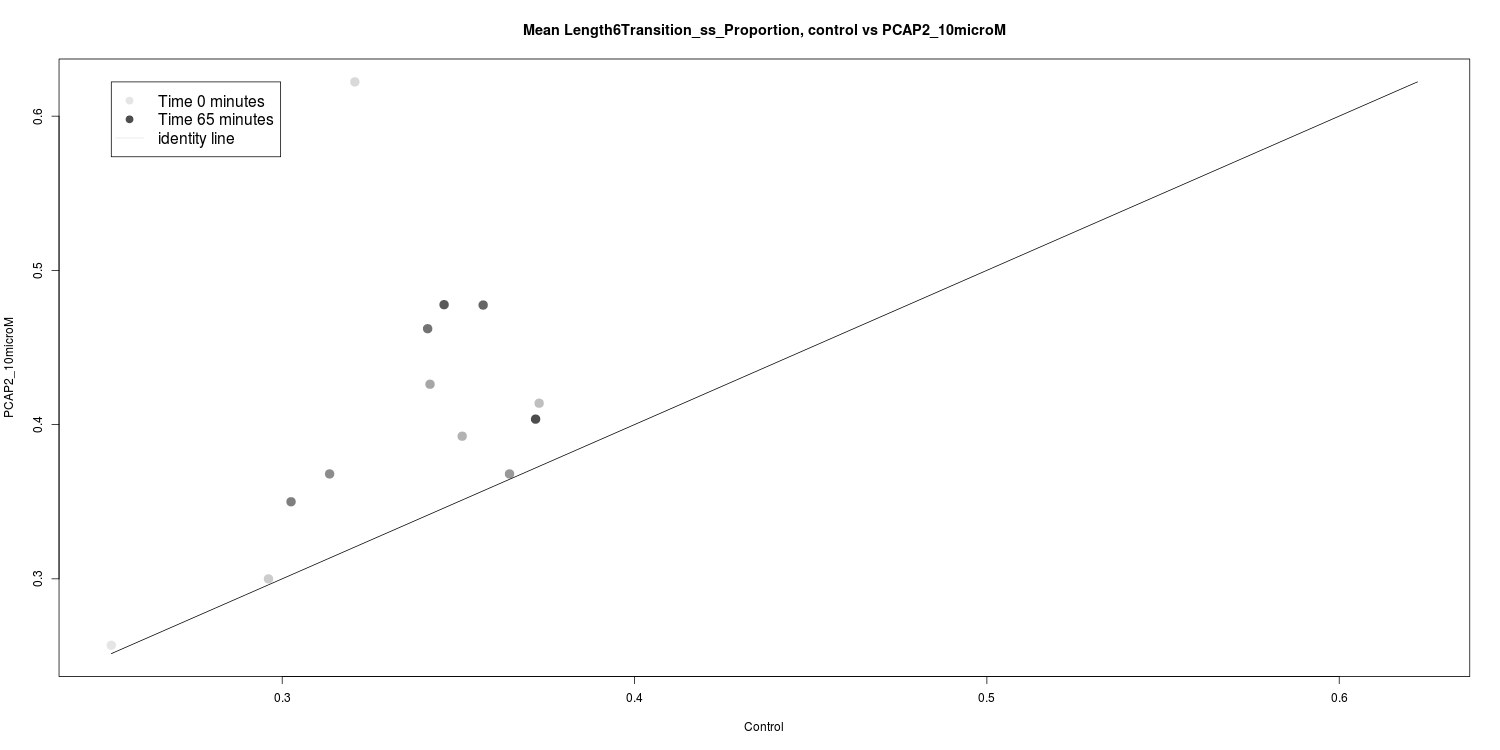 Mean Length6Transition_ss_Proportion, control vs PCAP2_10microM
Time 0 minutes
Time 65 minutes
identity line
0.6
0.5
0.4
0.3
PCAP2_10microM
0.3 0.4 0.5 0.6
Control